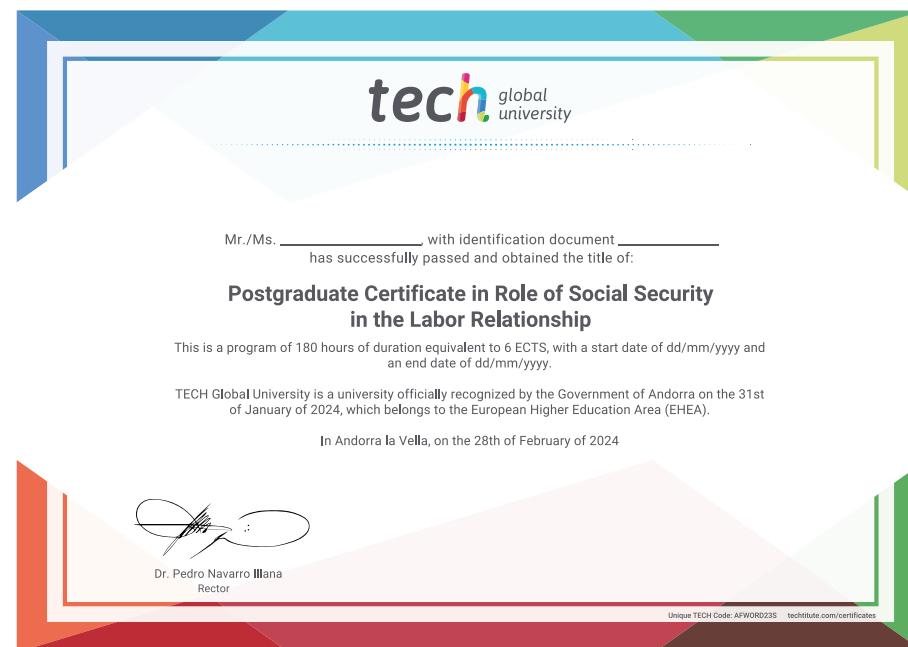 tech global university
Mr./Ms. ____________, with identification document ____________
has successfully passed and obtained the title of:
Postgraduate Certificate in Role of Social Security
in the Labor Relationship
This is a program of 180 hours of duration equivalent to 6 ECTS, with a start date of dd/mm/yyyy and
an end date of dd/mm/yyyy.
TECH Global University is a university officially recognized by the Government of Andorra on the 31st
of January of 2024, which belongs to the European Higher Education Area (EHEA).
In Andorra la Vella, on the 28th of February of 2024
Dr. Pedro Navarro Illana
Rector
Unique TECH Code: AFWORD23S techtitute.com/certificates